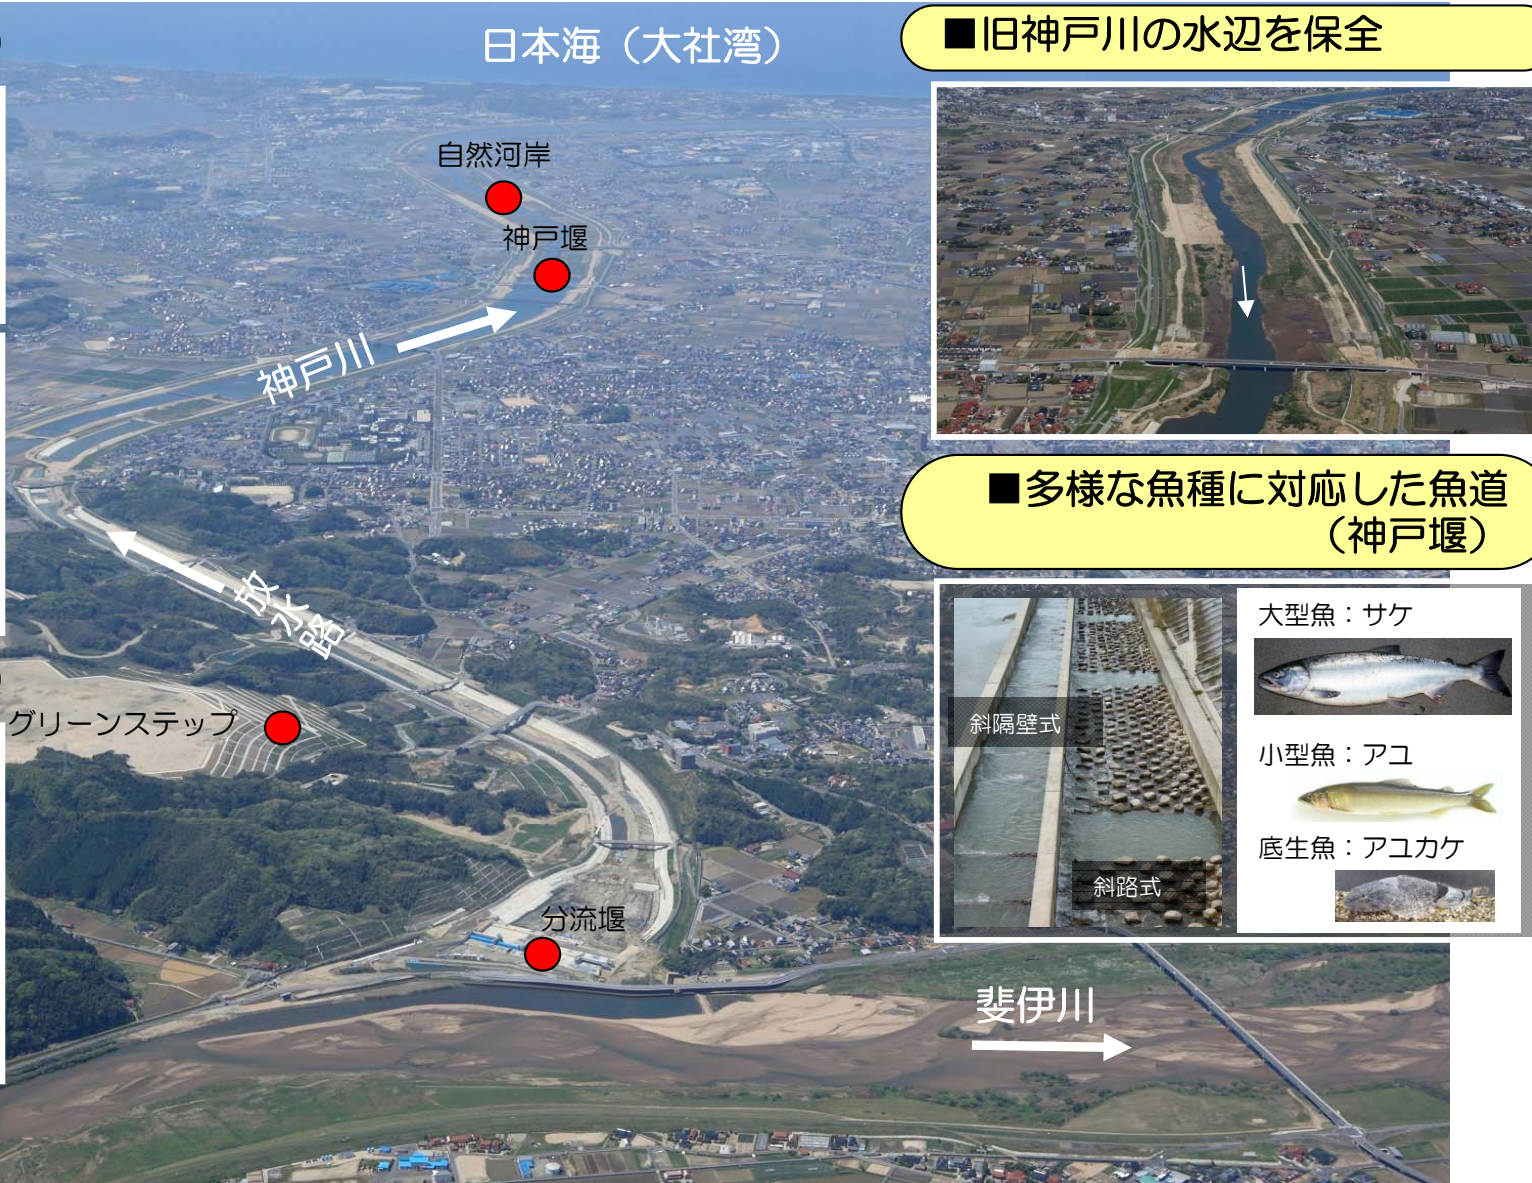 日本海（大社湾）
自然河岸
神戸堰
神戸川
放水路
グリーンステップ
分流堰
斐伊川
■旧神戸川の水辺を保全
■多様な魚種に対応した魚道
（神戸堰）
斜隔壁式
斜路式
大型魚：サケ
小型魚：アユ
底生魚：アユカケ